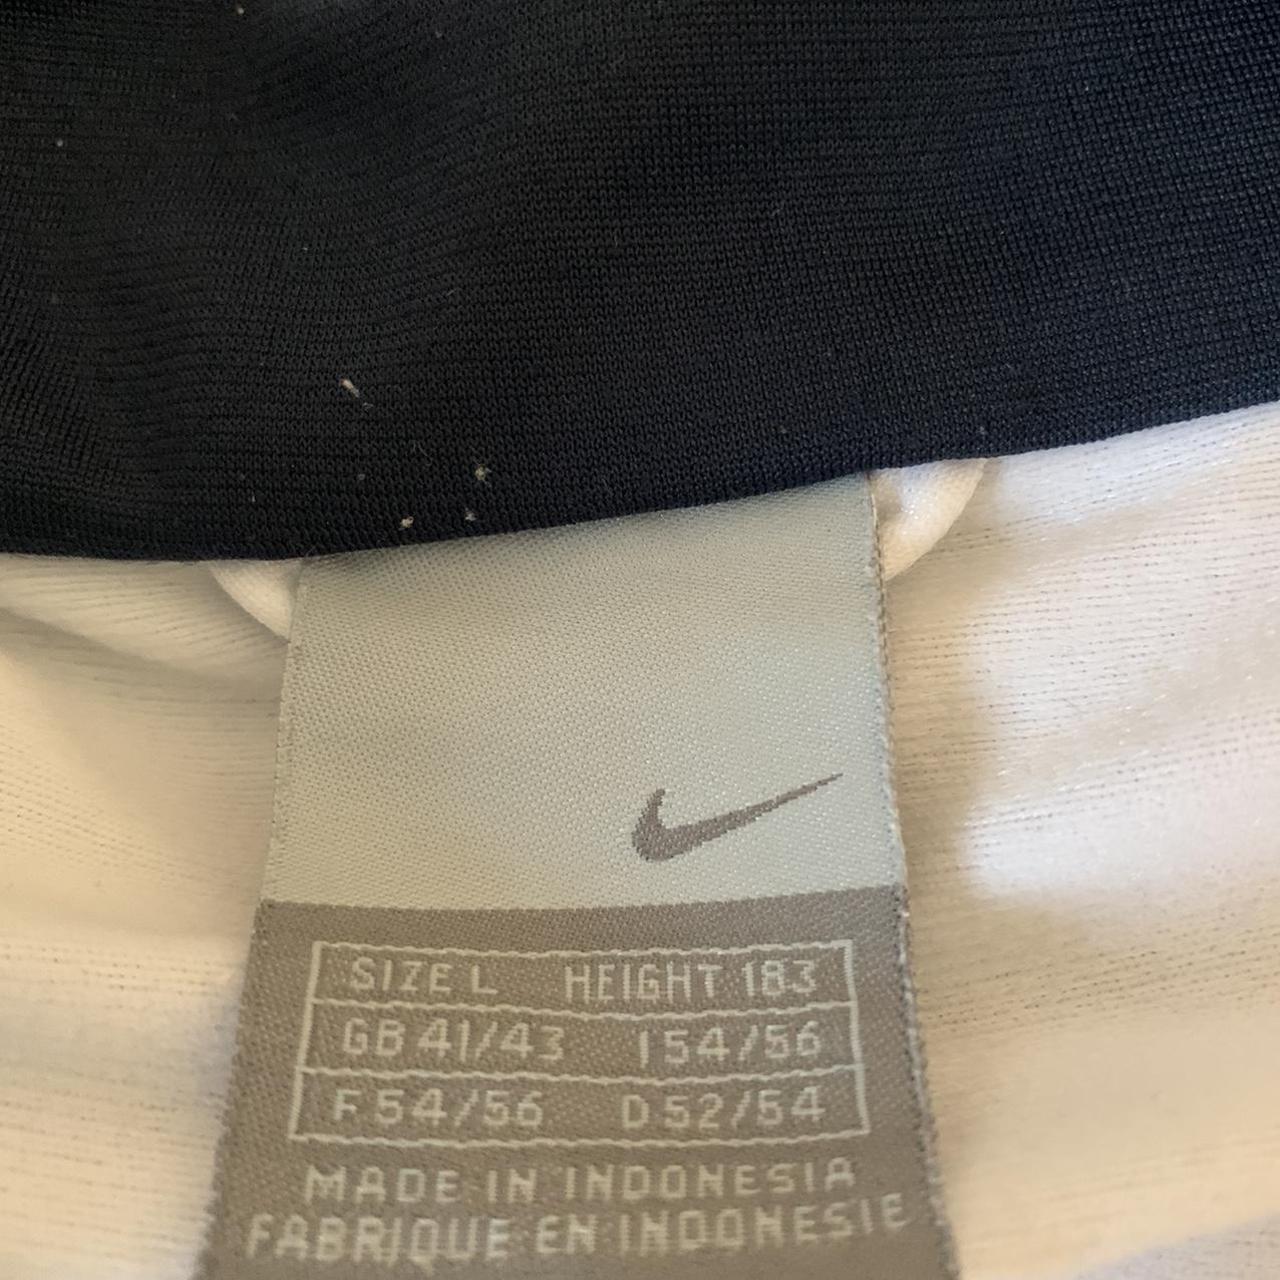 SIZE L HEIGHT 183
GB 41/43 I 54/56
F 54/56 D 52/54
MADE IN INDONESIA
FABRIQUE EN INDONESIE